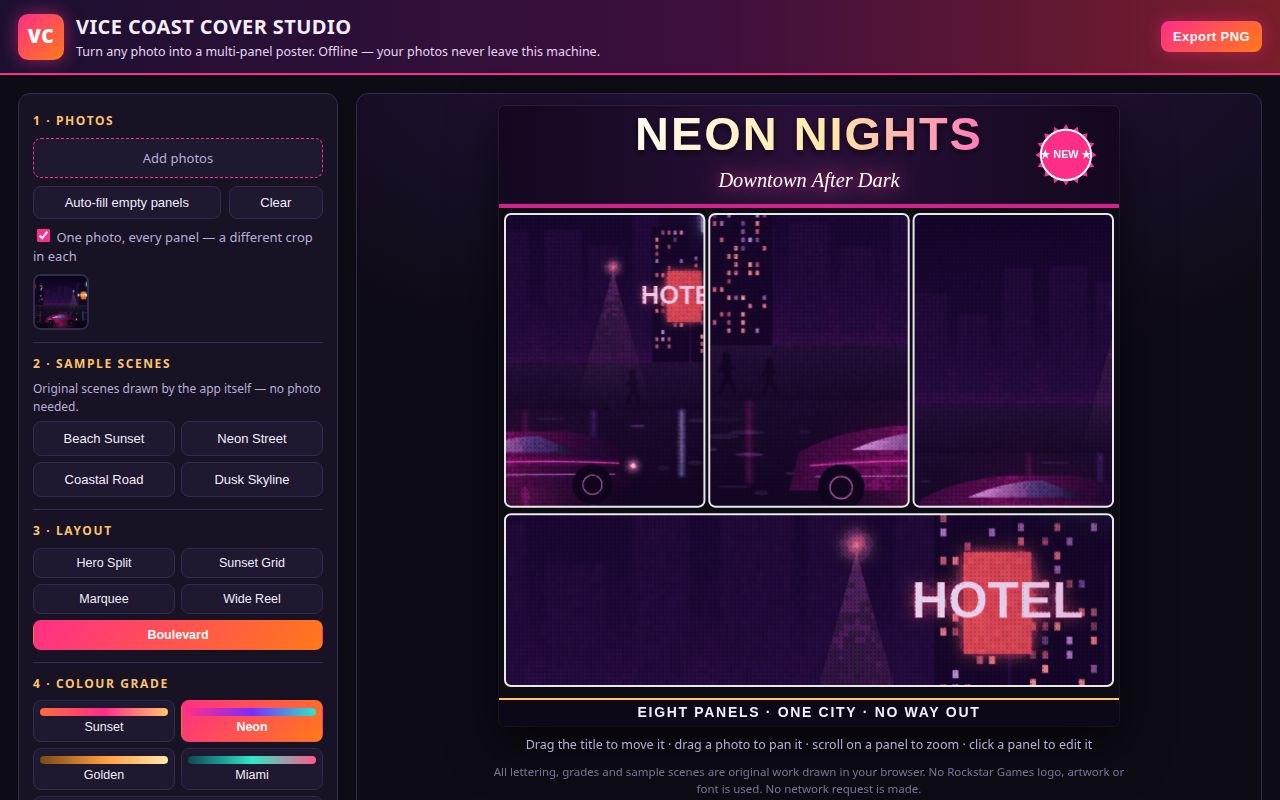 VC
VICE COAST COVER STUDIO
Turn any photo into a multi-panel poster. Offline — your photos never leave this machine.
Export PNG
1 · PHOTOS
Add photos
Auto-fill empty panels
Clear
One photo, every panel — a different crop
in each
2 · SAMPLE SCENES
Original scenes drawn by the app itself — no photo
needed.
Beach Sunset
Neon Street
Coastal Road
Dusk Skyline
3 · LAYOUT
Hero Split
Sunset Grid
Marquee
Wide Reel
Boulevard
4 · COLOUR GRADE
Sunset
Neon
Golden
Miami
NEON NIGHTS
Downtown After Dark
★ NEW ★
HOTE
HOTEL
EIGHT PANELS · ONE CITY · NO WAY OUT
Drag the title to move it · drag a photo to pan it · scroll on a panel to zoom · click a panel to edit it
All lettering, grades and sample scenes are original work drawn in your browser. No Rockstar Games logo, artwork or
font is used. No network request is made.